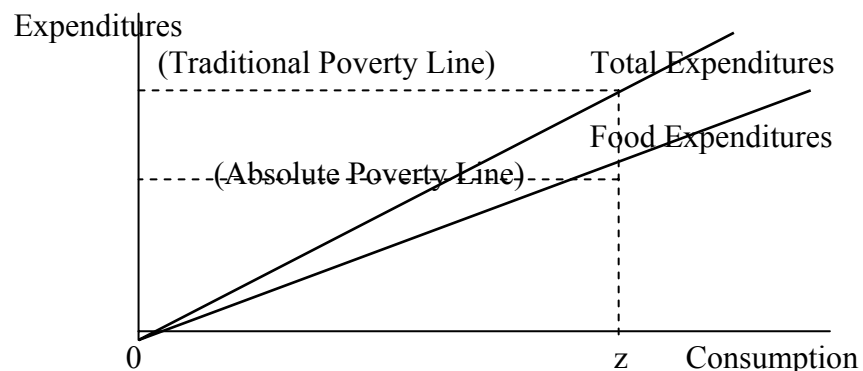 Expenditures
(Traditional Poverty Line) Total Expenditures
Food Expenditures
(Absolute Poverty Line)
0 z Consumption